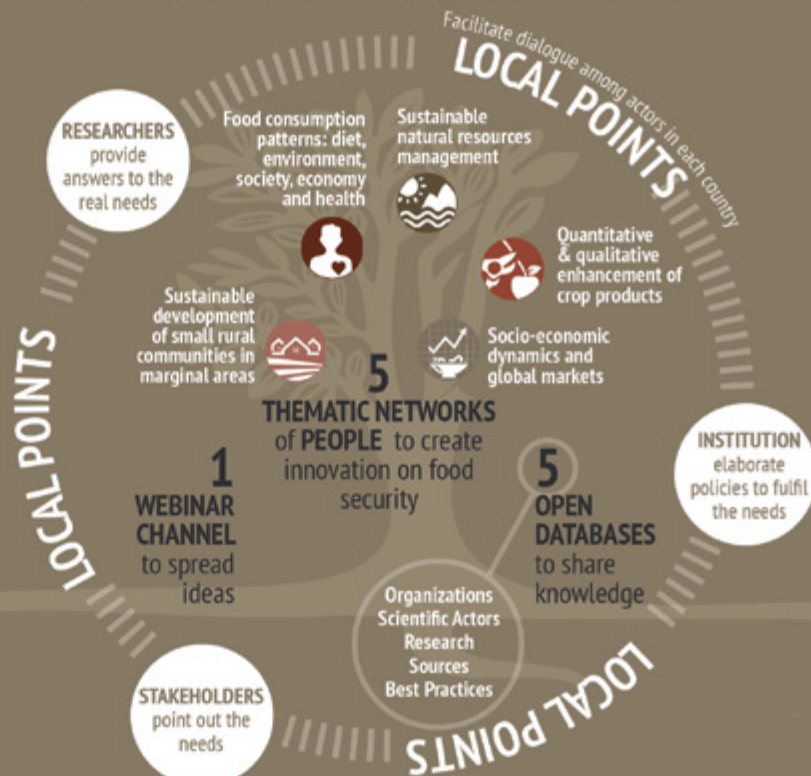 Facilitate dialogue among actors in each country
LOCAL POINTS
RESEARCHERS
provide
answers to the
real needs
Food consumption
patterns: diet,
environment,
society, economy
and health
Sustainable
natural resources
management
Quantitative
& qualitative
enhancement of
crop products
Sustainable
development
of small rural
communities in
marginal areas
Socio-economic
dynamics and
global markets
5
THEMATIC NETWORKS
of PEOPLE to create
innovation on food
security
LOCAL POINTS
1
WEBINAR
CHANNEL
to spread
ideas
5
OPEN
DATABASES
to share
knowledge
INSTITUTION
elaborate
policies to fulfil
the needs
Organizations
Scientific Actors
Research
Sources
Best Practices
STAKEHOLDERS
point out the
needs
LOCAL POINTS